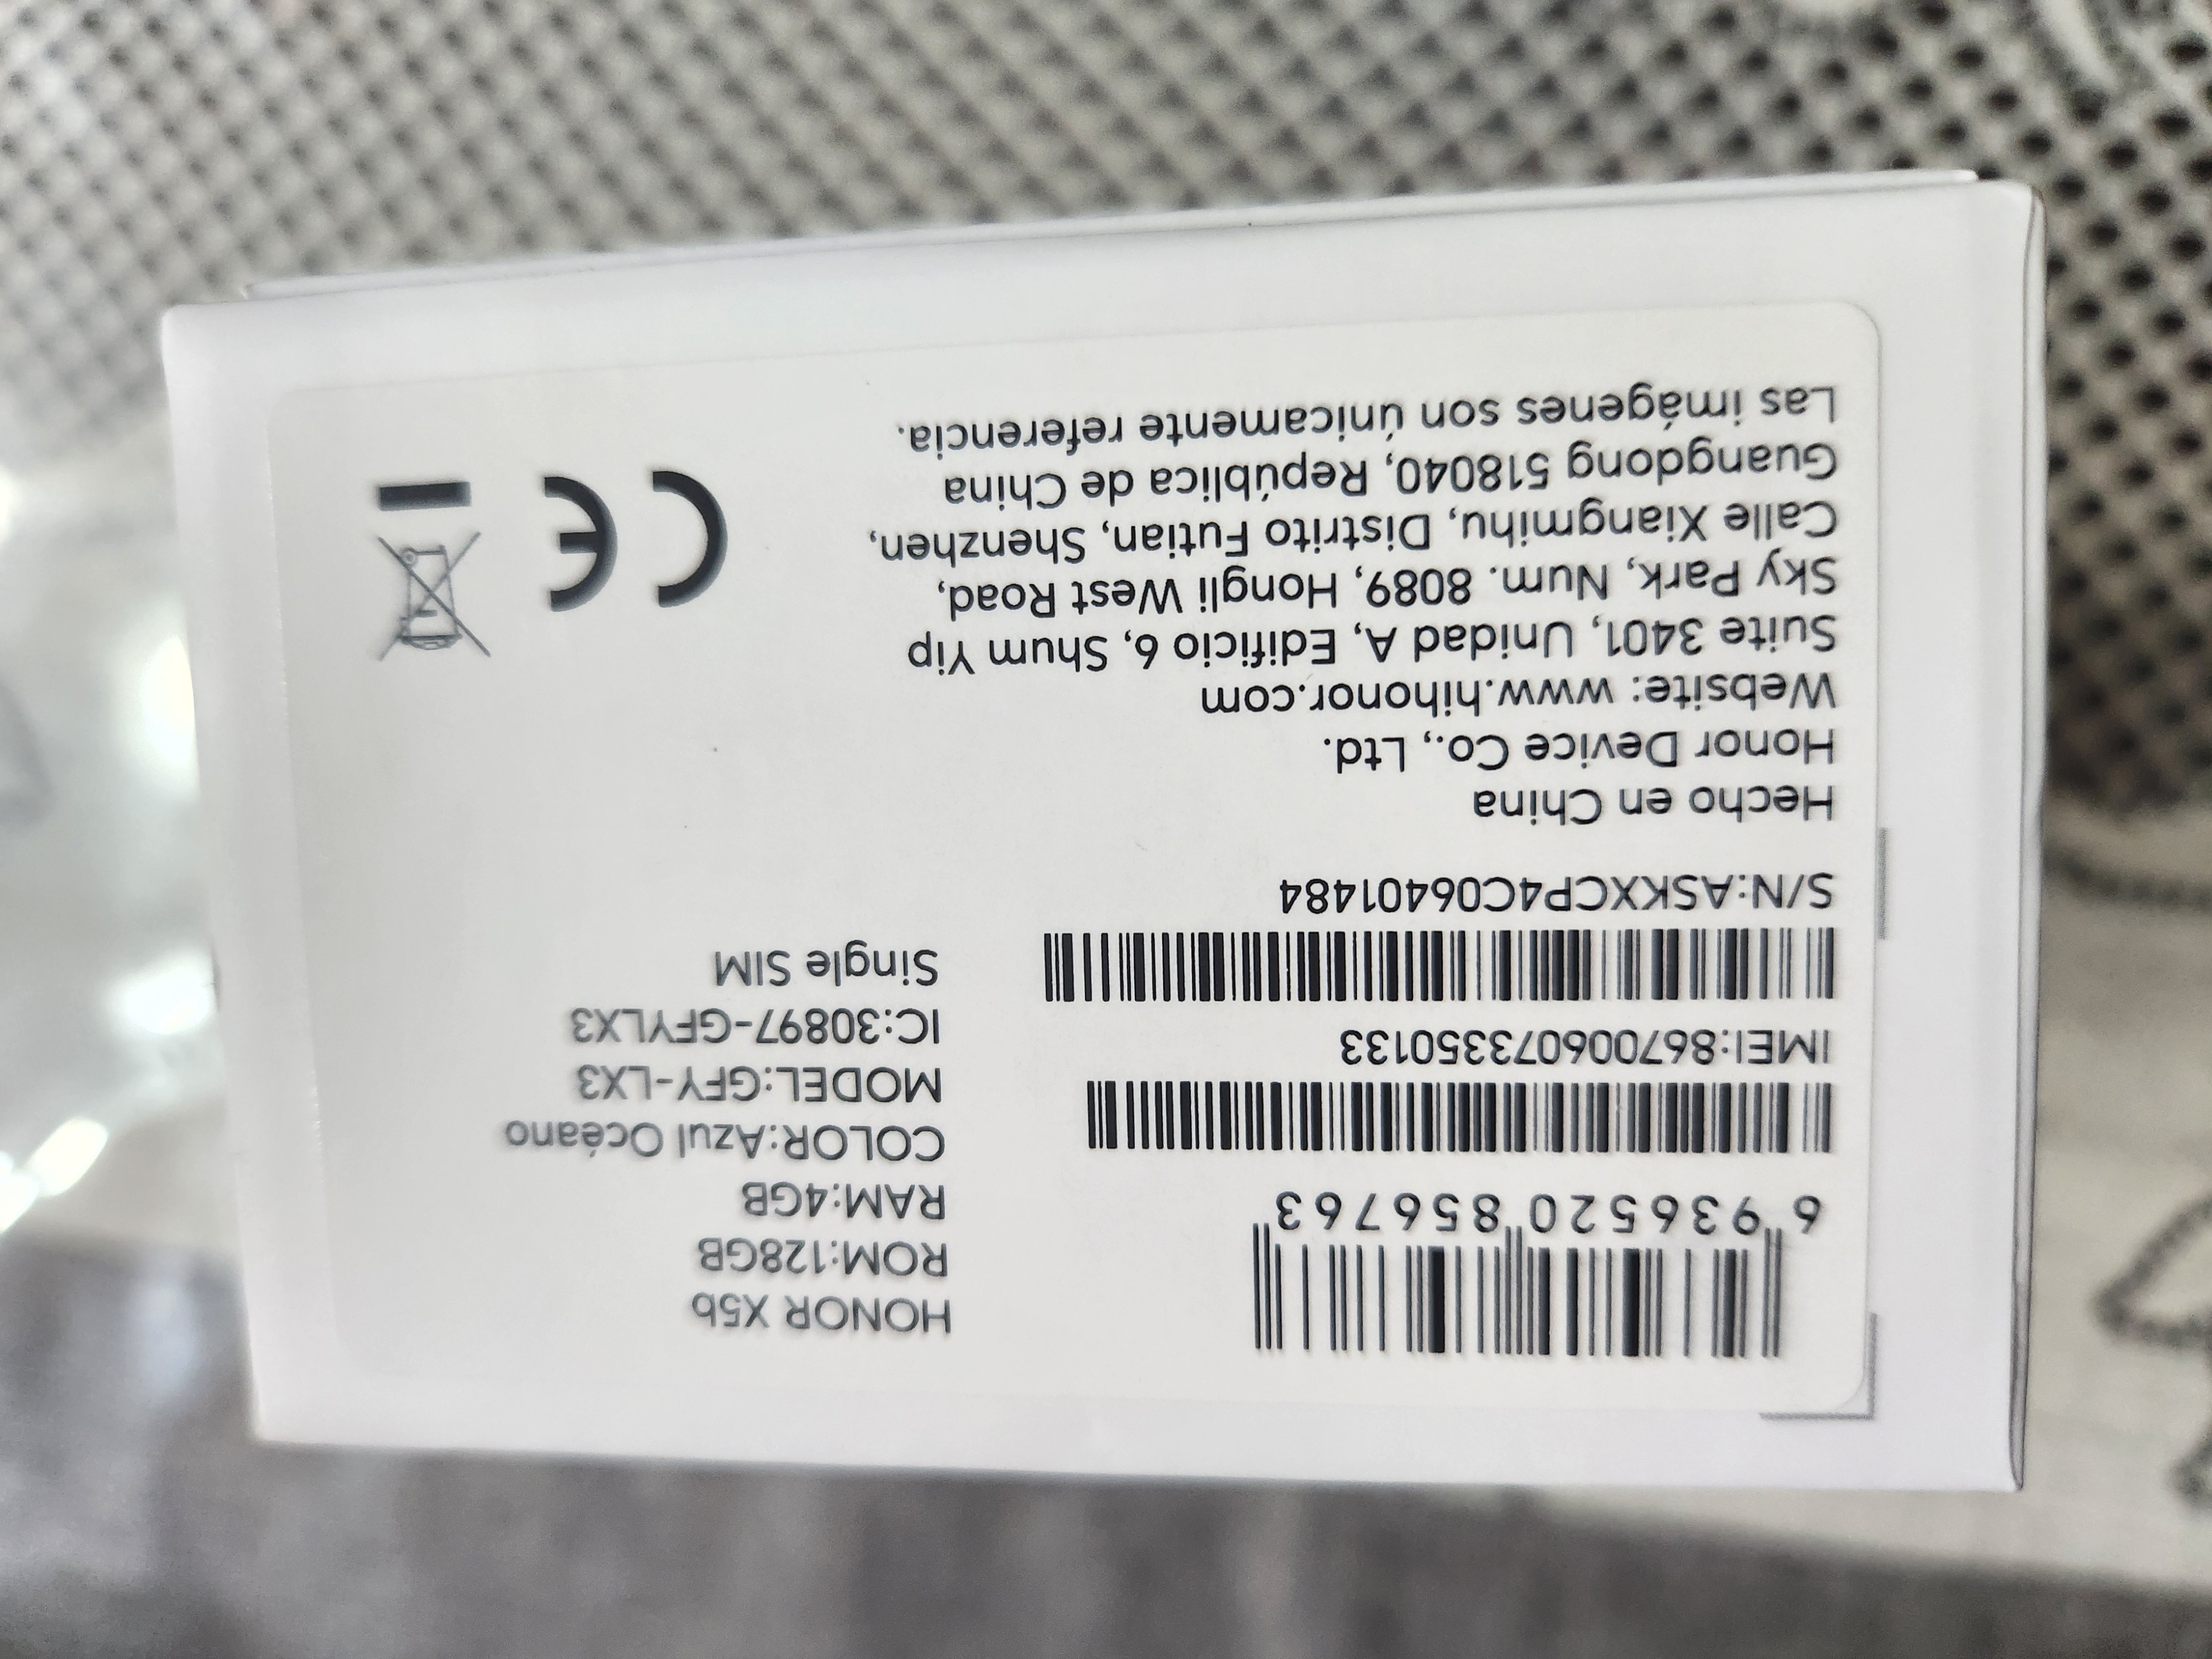 HONOR X5b
ROM:128GB
RAM:4GB
COLOR:Azul Océano
MODEL:GFY-LX3
IC:30897-GFYLX3
Single SIM
6 936520 856763
IMEI:867006073350133
S/N:ASKXCP4C06401484
Hecho en China
Honor Device Co., Ltd.
Website: www.hihonor.com
Suite 3401, Unidad A, Edificio 6, Shum Yip
Sky Park, Num. 8089, Hongli West Road,
Calle Xiangmihu, Distrito Futian, Shenzhen,
Guangdong 518040, República de China
Las imágenes son únicamente referencia.
CE